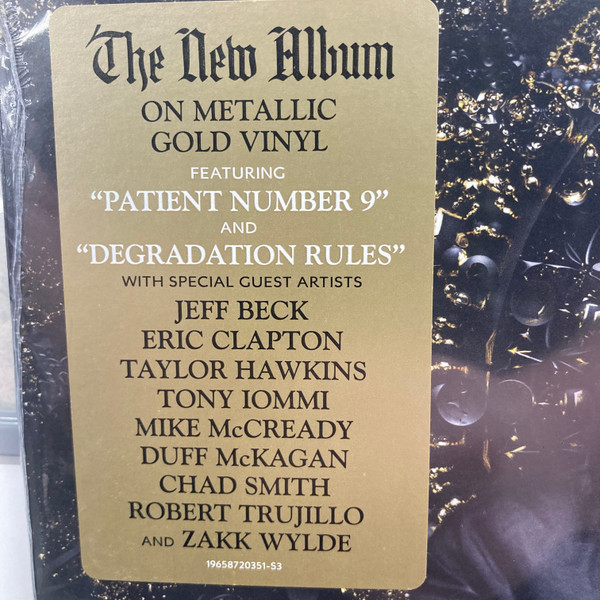 The New Album
ON METALLIC
GOLD VINYL
FEATURING
“PATIENT NUMBER 9”
AND
“DEGRADATION RULES”
WITH SPECIAL GUEST ARTISTS
JEFF BECK
ERIC CLAPTON
TAYLOR HAWKINS
TONY IOMMI
MIKE McCREADY
DUFF McKAGAN
CHAD SMITH
ROBERT TRUJILLO
AND ZAKK WYLDE
19658720351-S3